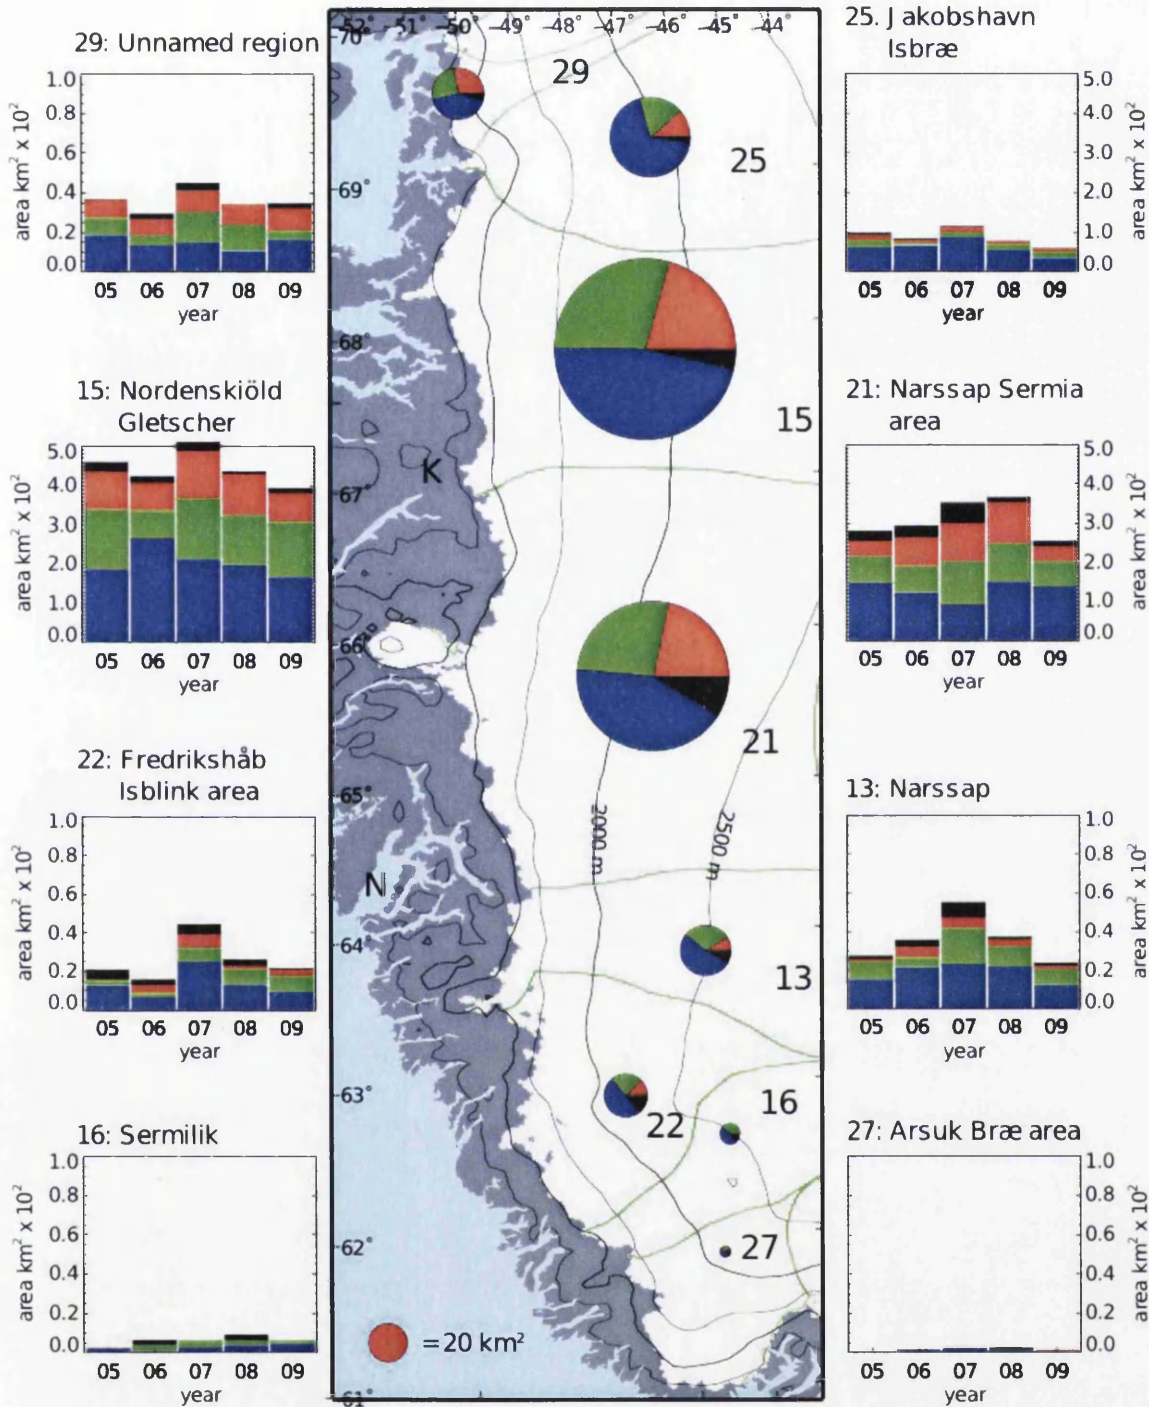 -52° -51 -50° -49° -48° -47° -46° -45° -44°
-70°
29: Unnamed region
area km² x 10²
1.0
0.8
0.6
0.4
0.2
0.0
05 06 07 08 09
year
25. Jakobshavn
Isbræ
area km² x 10²
5.0
4.0
3.0
2.0
1.0
0.0
05 06 07 08 09
year
15: Nordenskiöld
Gletscher
area km² x 10²
5.0
4.0
3.0
2.0
1.0
0.0
05 06 07 08 09
year
21: Narssap Sermia
area
area km² x 10²
5.0
4.0
3.0
2.0
1.0
0.0
05 06 07 08 09
year
22: Fredrikshåb
Isblink area
area km² x 10²
1.0
0.8
0.6
0.4
0.2
0.0
05 06 07 08 09
year
13: Narssap
area km² x 10²
1.0
0.8
0.6
0.4
0.2
0.0
05 06 07 08 09
year
16: Sermilik
area km² x 10²
1.0
0.8
0.6
0.4
0.2
0.0
05 06 07 08 09
year
27: Arsuk Bræ area
area km² x 10²
1.0
0.8
0.6
0.4
0.2
0.0
05 06 07 08 09
year
29
25
69°
68°
15
K
67°
66°
21
65°
2000 m
2500 m
N
64°
13
63°
16
22
62°
27
= 20 km²
61°